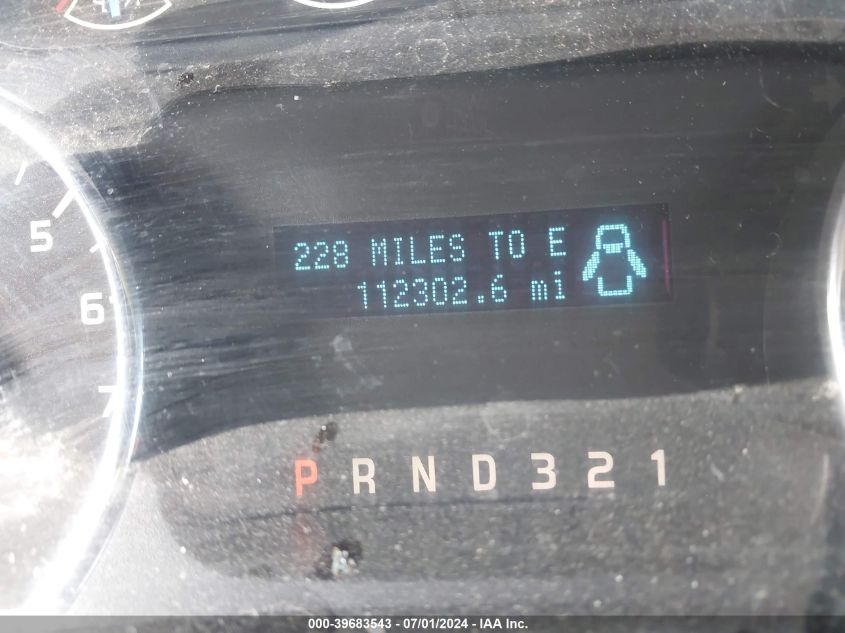 5
6
7
228 MILES TO E
112302.6 mi
P R N D 3 2 1
000-39683543 - 07/01/2024 - IAA Inc.